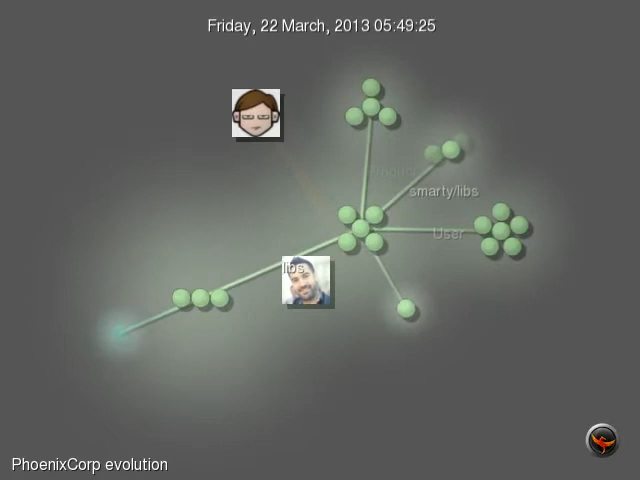 Friday, 22 March, 2013 05:49:25
smarty/libs
User
libs
PhoenixCorp evolution